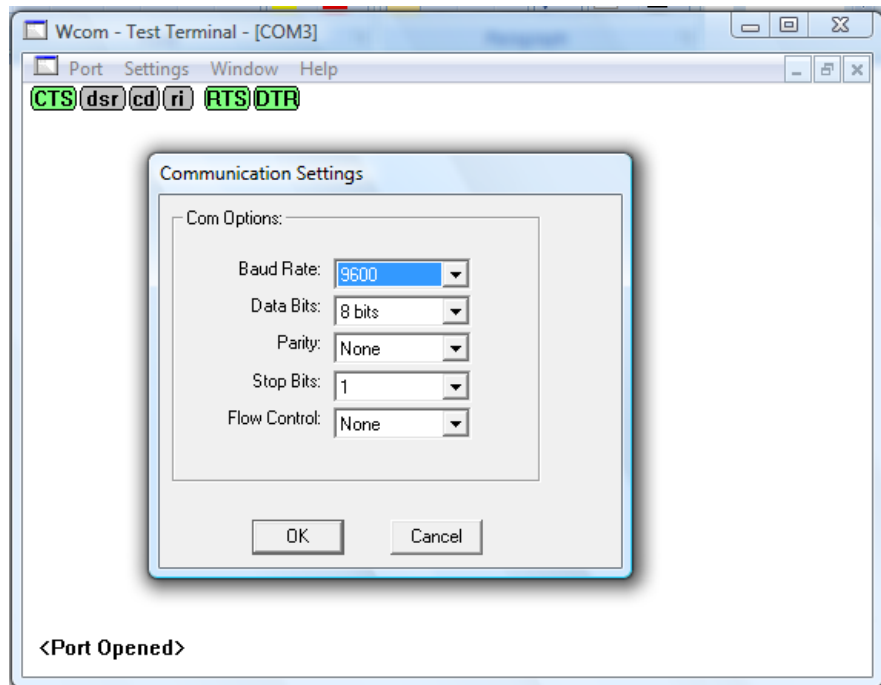 Wcom - Test Terminal - [COM3]
Port Settings Window Help
CTS dsr cd ri RTS DTR
Communication Settings
Com Options:
Baud Rate: 9600
Data Bits: 8 bits
Parity: None
Stop Bits: 1
Flow Control: None
OK Cancel
<Port Opened>